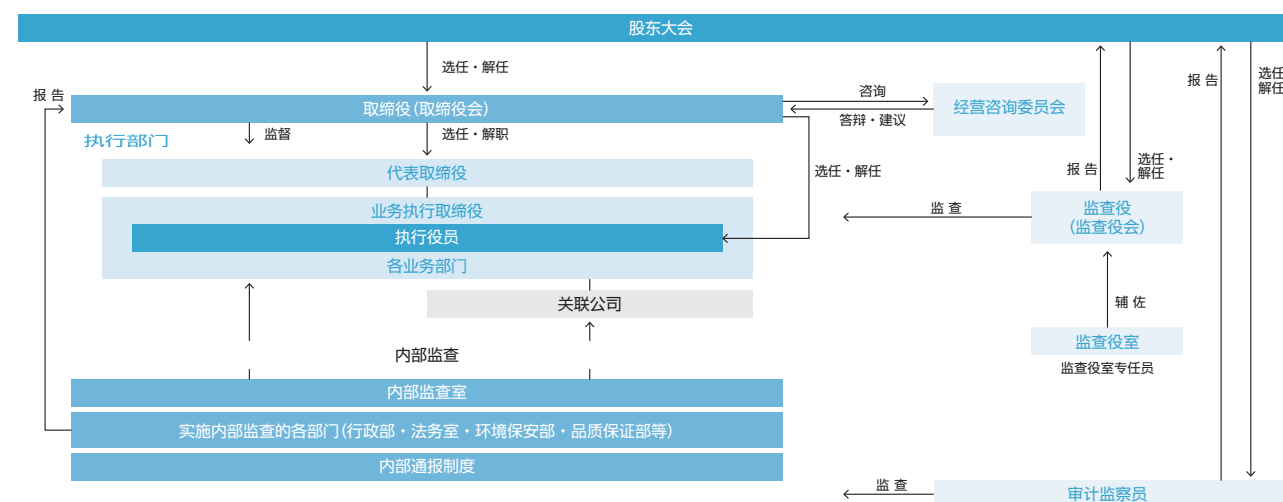 股东大会
选任・解任
报 告
选任・
解任
报 告
取缔役(取缔役会)
咨询
答辩・建议
经营咨询委员会
执行部门
监督
选任・解职
代表取缔役
选任・解任
报 告
选任・
解任
业务执行取缔役
执行役员
各业务部门
监 查
监查役
(监查役会)
关联公司
辅 佐
内部监查
监查役室
监查役室专任员
内部监查室
实施内部监查的各部门(行政部・法务室・环境保安部・品质保证部等)
内部通报制度
监 查
审计监察员